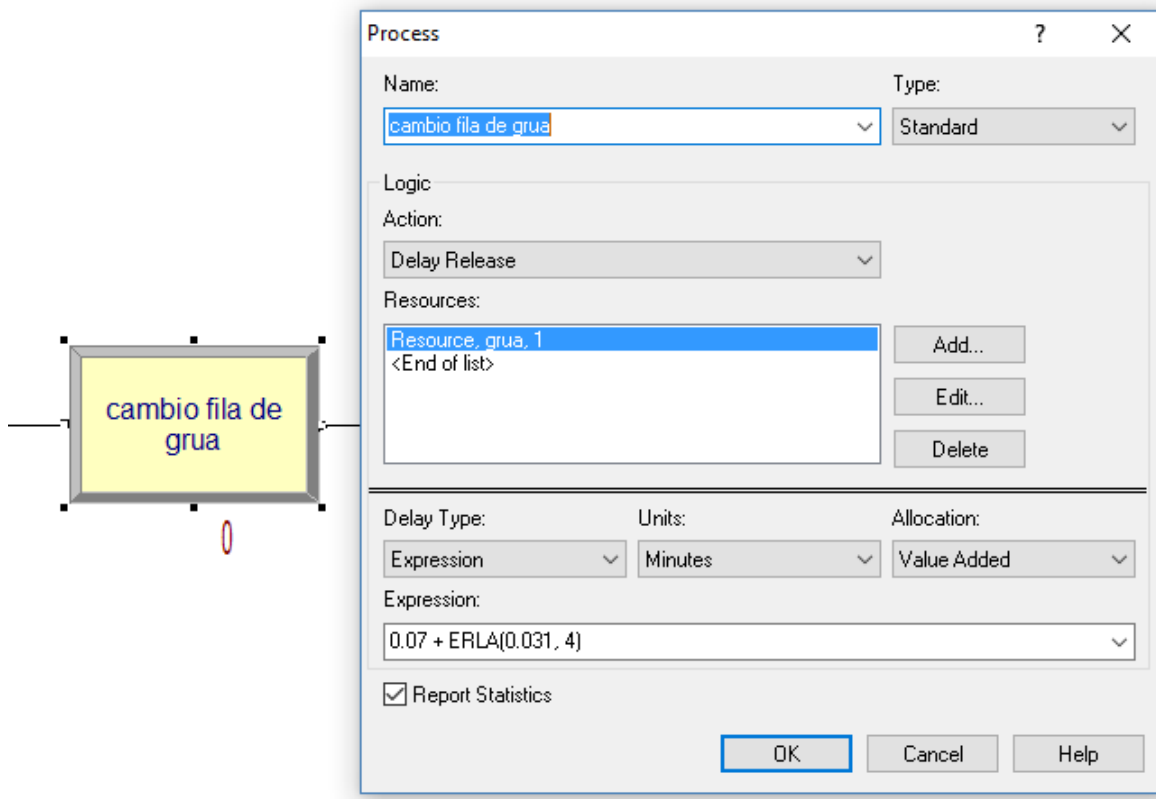 Process
? X
Name:
Type:
cambio fila de grua
Standard
Logic
Action:
Delay Release
Resources:
Resource, grua, 1
<End of list>
Add...
Edit...
Delete
cambio fila de
grua
0
Delay Type:
Units:
Allocation:
Expression
Minutes
Value Added
Expression:
0.07 + ERLA(0.031, 4)
Report Statistics
OK
Cancel
Help